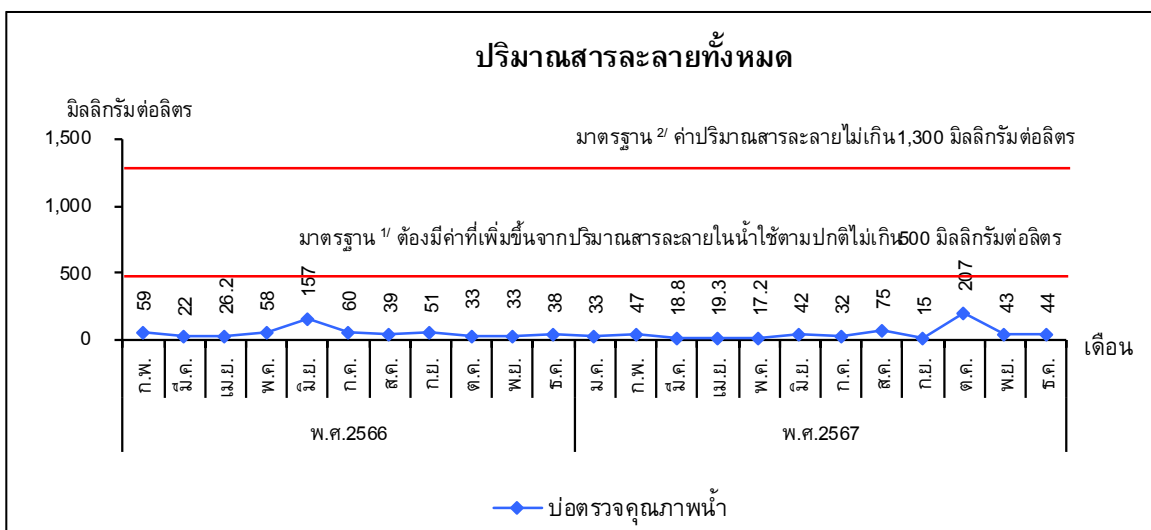 ปริมาณสารละลายทั้งหมด
มิลลิกรัมต่อลิตร
1,500
มาตรฐาน 2/ ค่าปริมาณสารละลายไม่เกิน 1,300 มิลลิกรัมต่อลิตร
1,000
มาตรฐาน 1/ ต้องมีค่าที่เพิ่มขึ้นจากปริมาณสารละลายในน้ำใช้ตามปกติไม่เกิน 500 มิลลิกรัมต่อลิตร
500
59 22 26.2 58 157 60 39 51 33 33 38 33 47 18.8 19.3 17.2 42 32 75 15 207 43 44
0
เดือน
ก.พ. มี.ค. เม.ย. พ.ค. มิ.ย. ก.ค. ส.ค. ก.ย. ต.ค. พ.ย. ธ.ค. ม.ค. ก.พ. มี.ค. เม.ย. พ.ค. มิ.ย. ก.ค. ส.ค. ก.ย. ต.ค. พ.ย. ธ.ค.
พ.ศ.2566 พ.ศ.2567
บ่อตรวจคุณภาพน้ำ